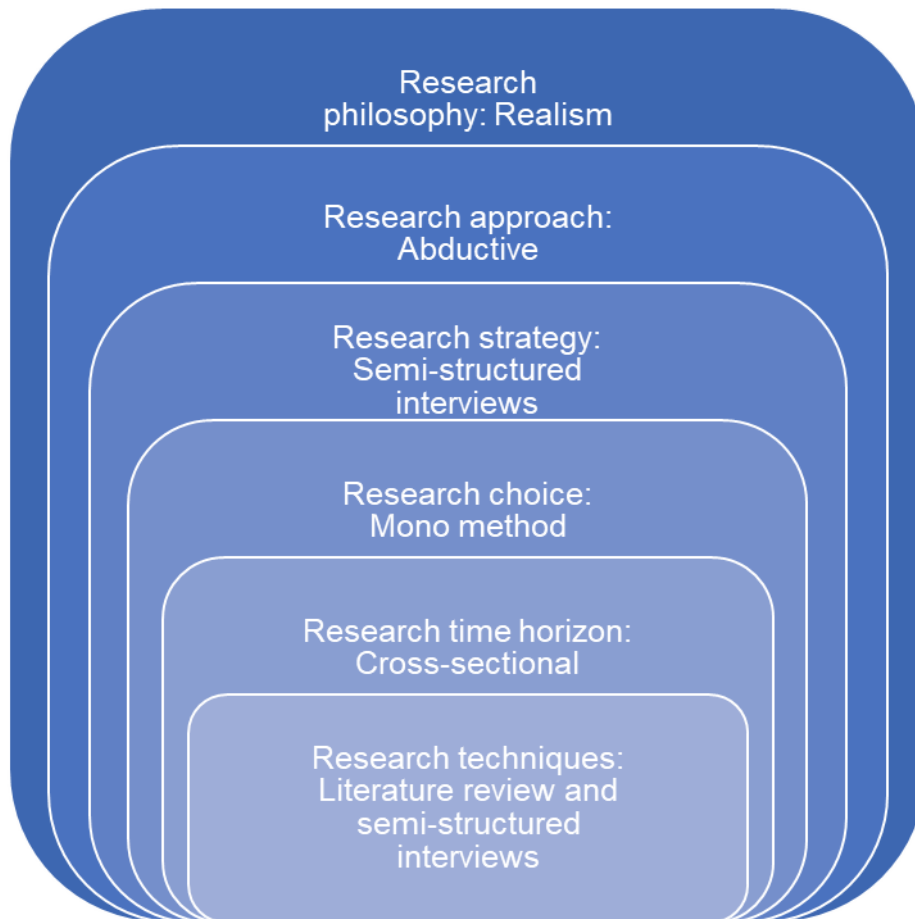 Research
philosophy: Realism
Research approach:
Abductive
Research strategy:
Semi-structured
interviews
Research choice:
Mono method
Research time horizon:
Cross-sectional
Research techniques:
Literature review and
semi-structured
interviews